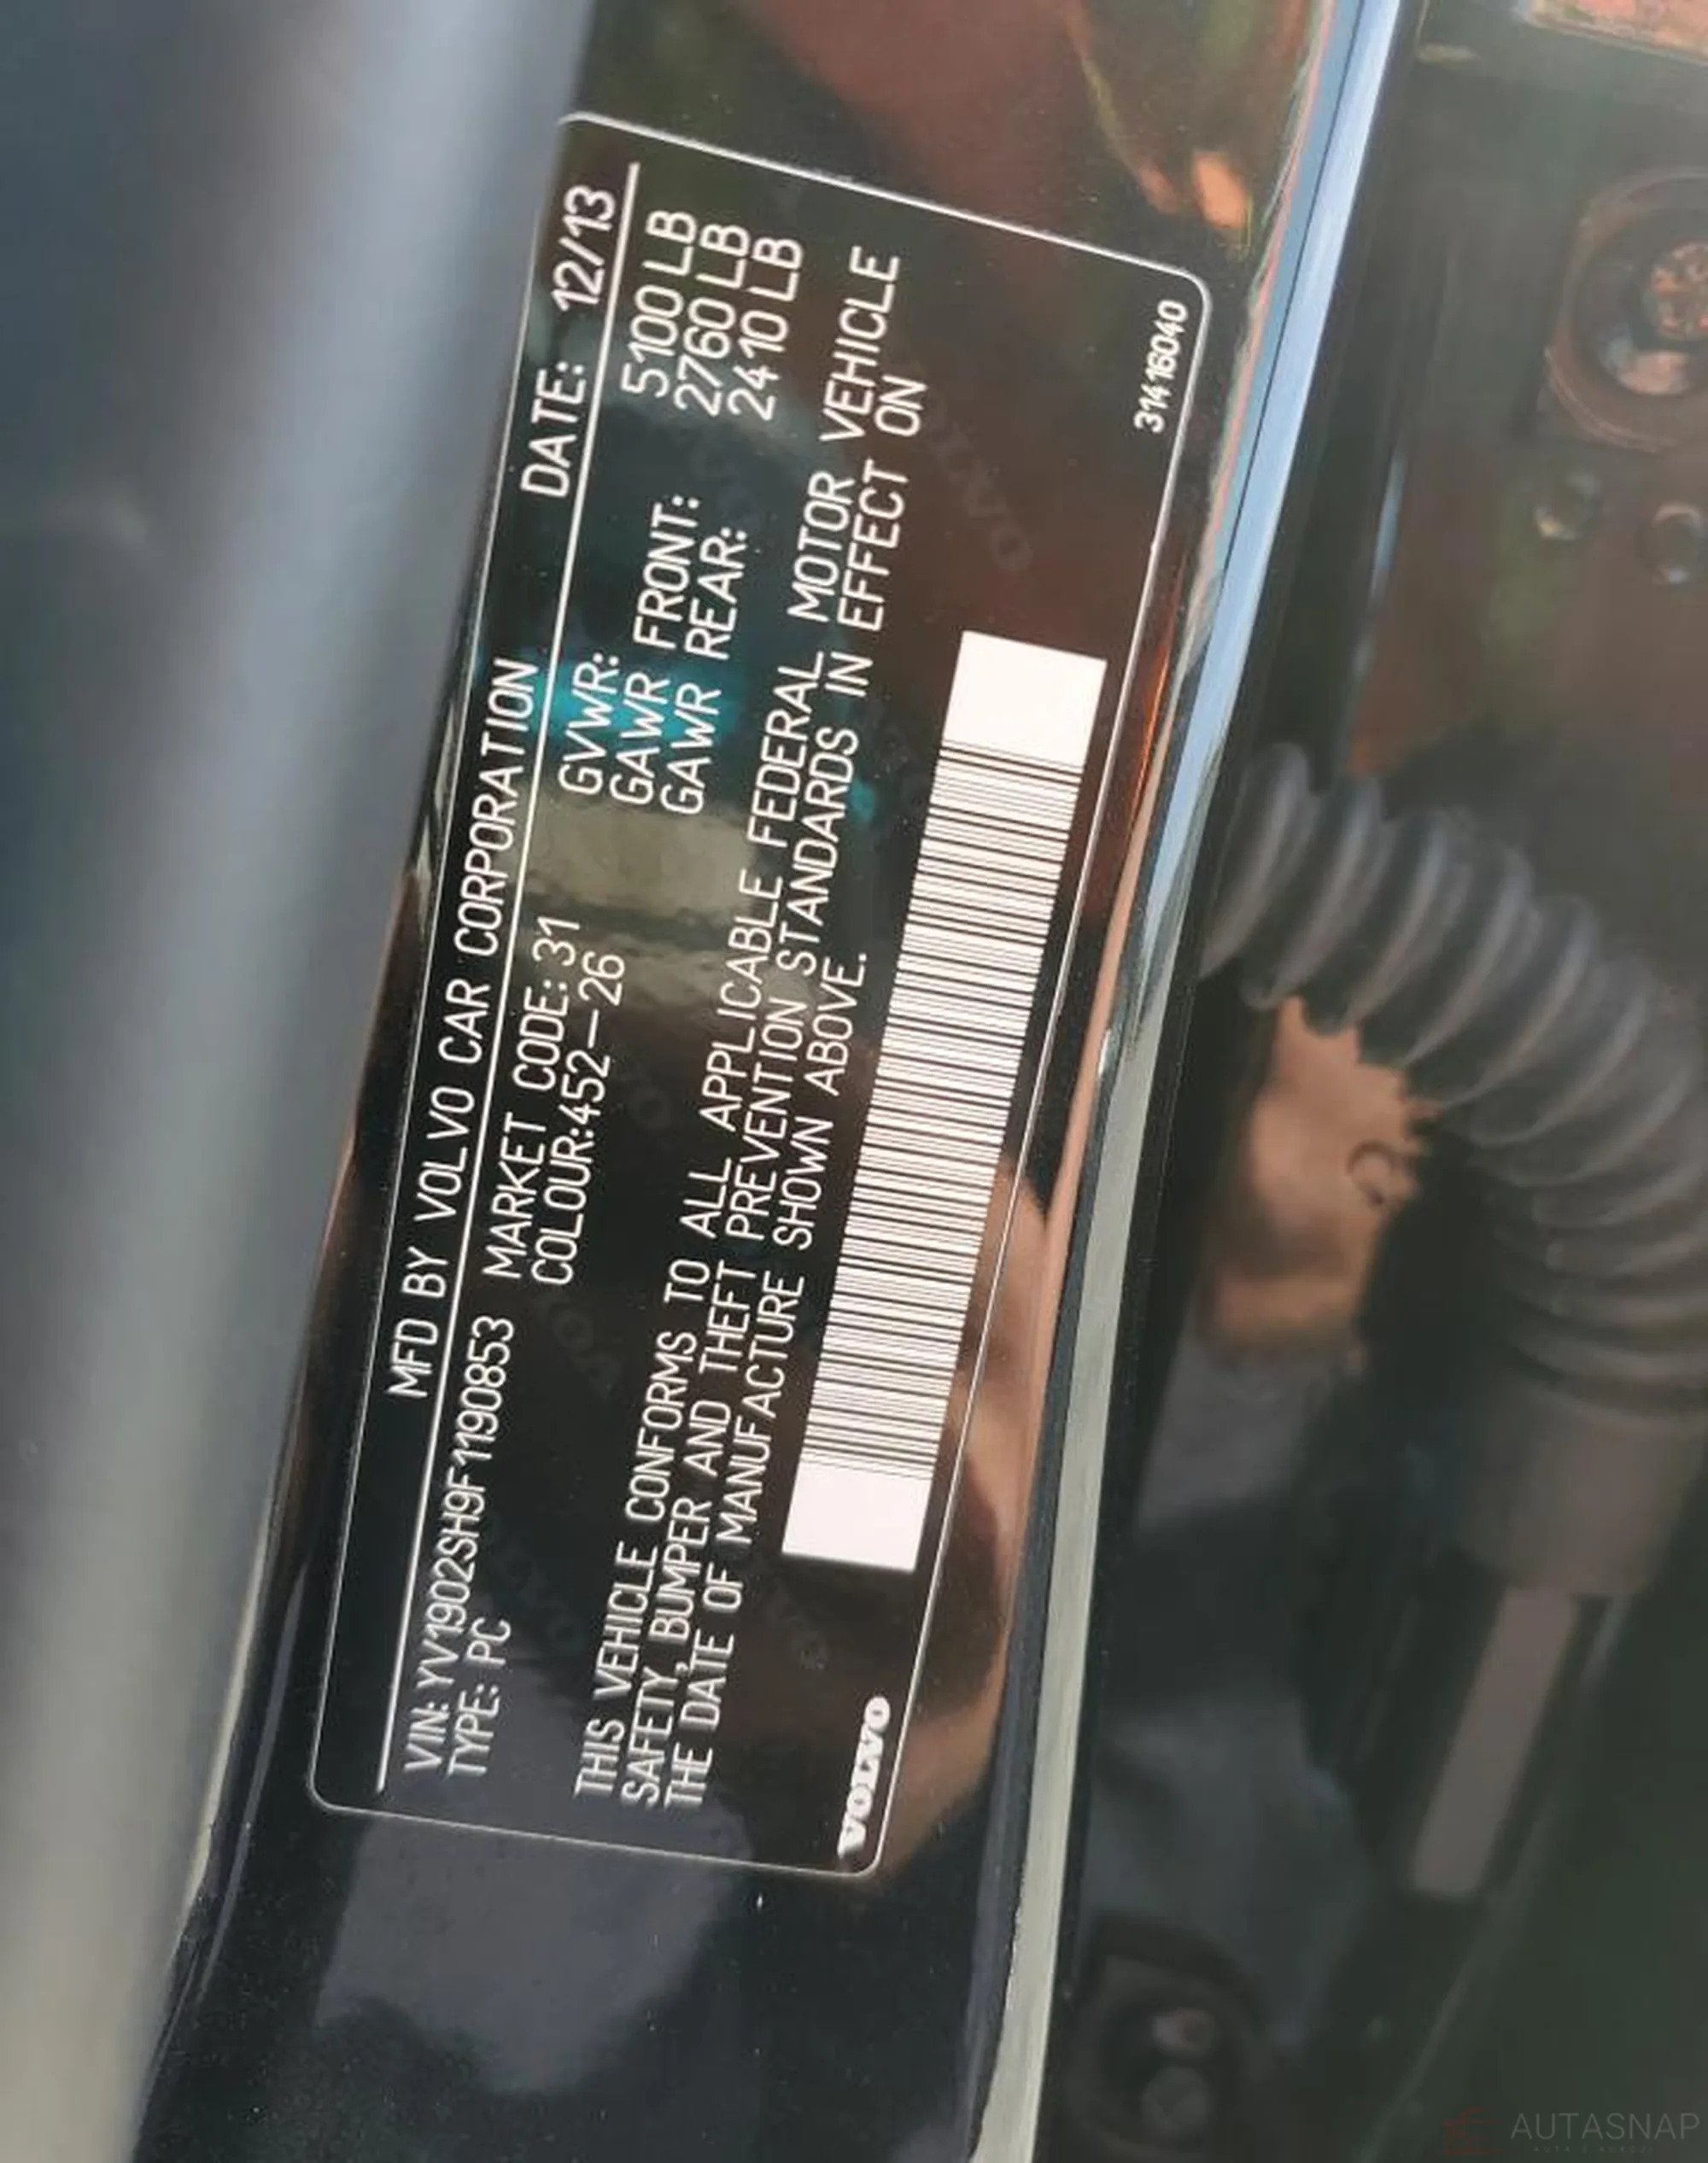 MFD BY VOLVO CAR CORPORATION DATE: 12/13
VIN: YV1902SH9F1190853 MARKET CODE: 31 GVWR: 5100 LB
TYPE: PC COLOUR:452-26 GAWR FRONT: 2760 LB
GAWR REAR: 2410 LB
THIS VEHICLE CONFORMS TO ALL APPLICABLE FEDERAL MOTOR VEHICLE
SAFETY, BUMPER AND THEFT PREVENTION STANDARDS IN EFFECT ON
THE DATE OF MANUFACTURE SHOWN ABOVE.
VOLVO
31416040
AUTASNAP